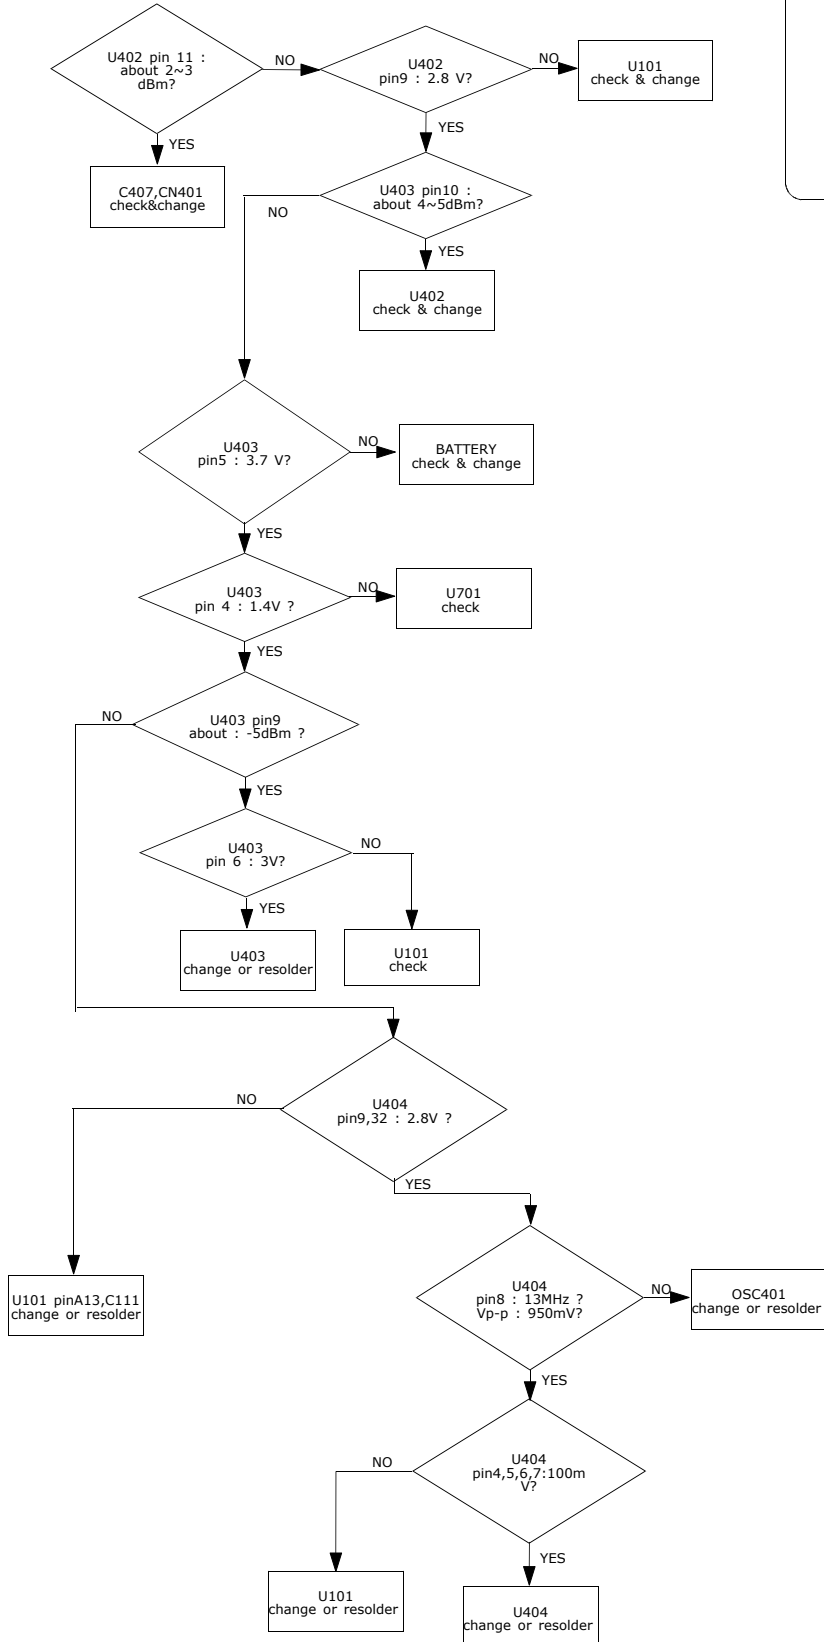 U402 pin 11 :
about 2~3
dBm?
NO
U402
pin9 : 2.8 V?
NO
U101
check & change
YES
YES
C407,CN401
check&change
U403 pin10 :
about 4~5dBm?
NO
YES
U402
check & change
U403
pin5 : 3.7 V?
NO
BATTERY
check & change
YES
U403
pin 4 : 1.4V ?
NO
U701
check
YES
NO
U403 pin9
about : -5dBm ?
YES
U403
pin 6 : 3V?
NO
YES
U403
change or resolder
U101
check
U404
pin9,32 : 2.8V ?
NO
YES
U101 pinA13,C111
change or resolder
U404
pin8 : 13MHz ?
Vp-p : 950mV?
NO
OSC401
change or resolder
YES
U404
pin4,5,6,7:100m
V?
NO
YES
U101
change or resolder
U404
change or resolder